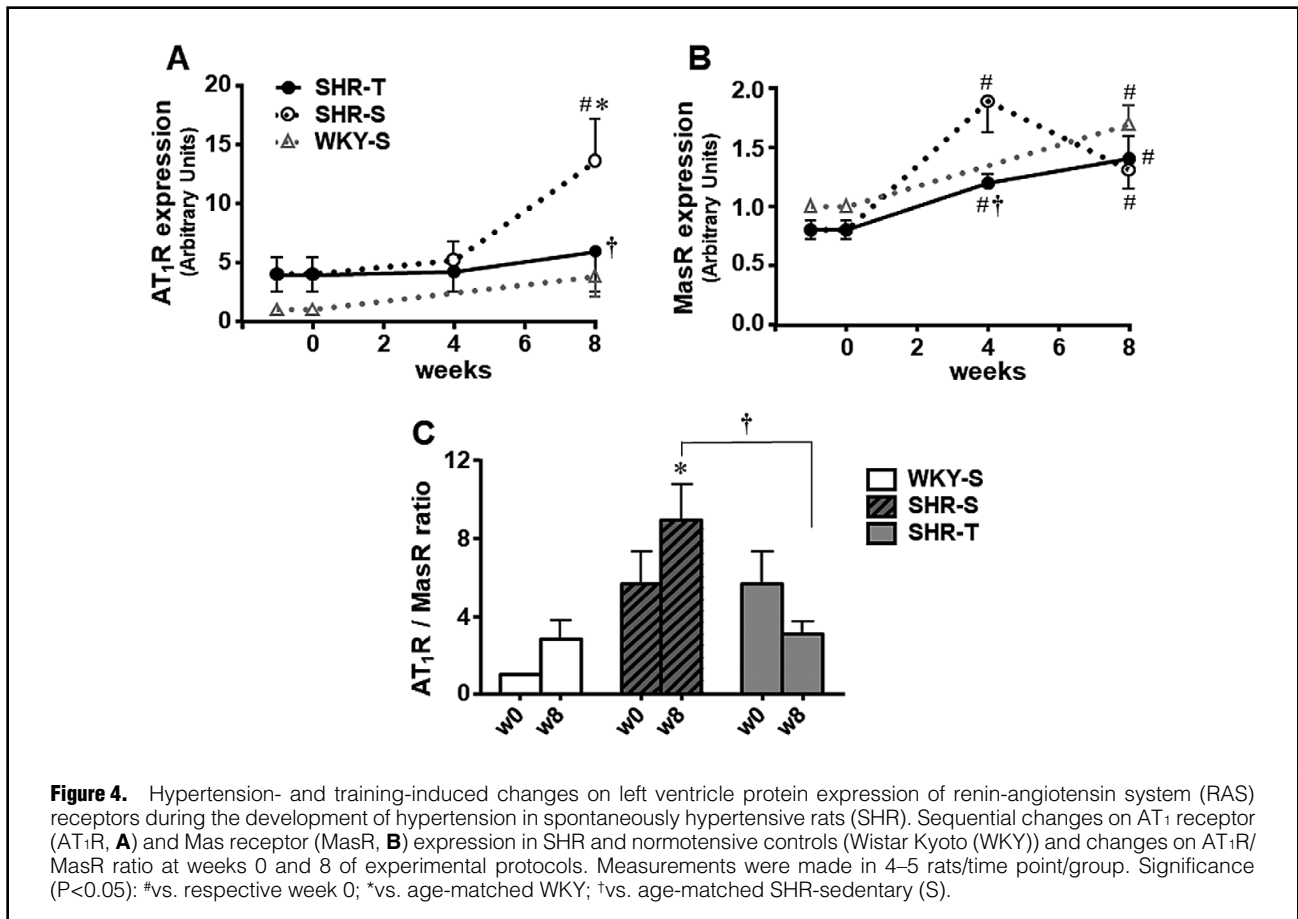 A
B
20
15
10
5
0
AT₁R expression
(Arbitrary Units)
SHR-T
SHR-S
WKY-S
#*
†
0 2 4 6 8
weeks
2.0
1.5
1.0
0.5
0.0
MasR expression
(Arbitrary Units)
#
#
#
#†
#
0 2 4 6 8
weeks
C
†
12
8
4
0
AT₁R / MasR ratio
*
w0 w8 w0 w8 w0 w8
WKY-S
SHR-S
SHR-T
Figure 4. Hypertension- and training-induced changes on left ventricle protein expression of renin-angiotensin system (RAS)
receptors during the development of hypertension in spontaneously hypertensive rats (SHR). Sequential changes on AT₁ receptor
(AT₁R, A) and Mas receptor (MasR, B) expression in SHR and normotensive controls (Wistar Kyoto (WKY)) and changes on AT₁R/
MasR ratio at weeks 0 and 8 of experimental protocols. Measurements were made in 4–5 rats/time point/group. Significance
(P<0.05): #vs. respective week 0; *vs. age-matched WKY; †vs. age-matched SHR-sedentary (S).